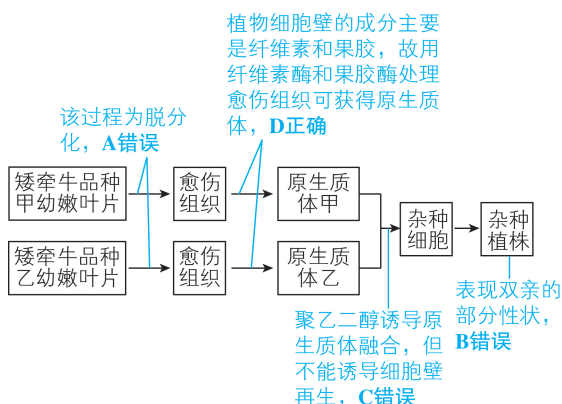 植物细胞壁的成分主要
是纤维素和果胶，故用
纤维素酶和果胶酶处理
愈伤组织可获得原生质
体，D正确
该过程为脱分
化，A错误
矮牵牛品种
甲幼嫩叶片
愈伤
组织
原生质
体甲
矮牵牛品种
乙幼嫩叶片
愈伤
组织
原生质
体乙
杂种
细胞
杂种
植株
表现双亲的
部分性状，
B错误
聚乙二醇诱导原
生质体融合，但
不能诱导细胞壁
再生，C错误